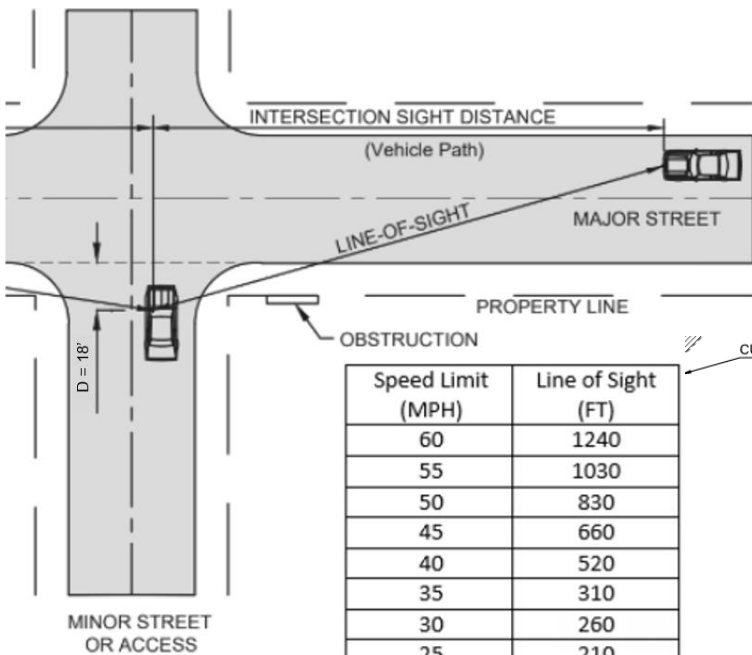 INTERSECTION SIGHT DISTANCE
(Vehicle Path)
LINE-OF-SIGHT
MAJOR STREET
PROPERTY LINE
OBSTRUCTION
D = 18'
Speed Limit (MPH) Line of Sight (FT)
60 1240
55 1030
50 830
45 660
40 520
35 310
30 260
25 210
MINOR STREET
OR ACCESS